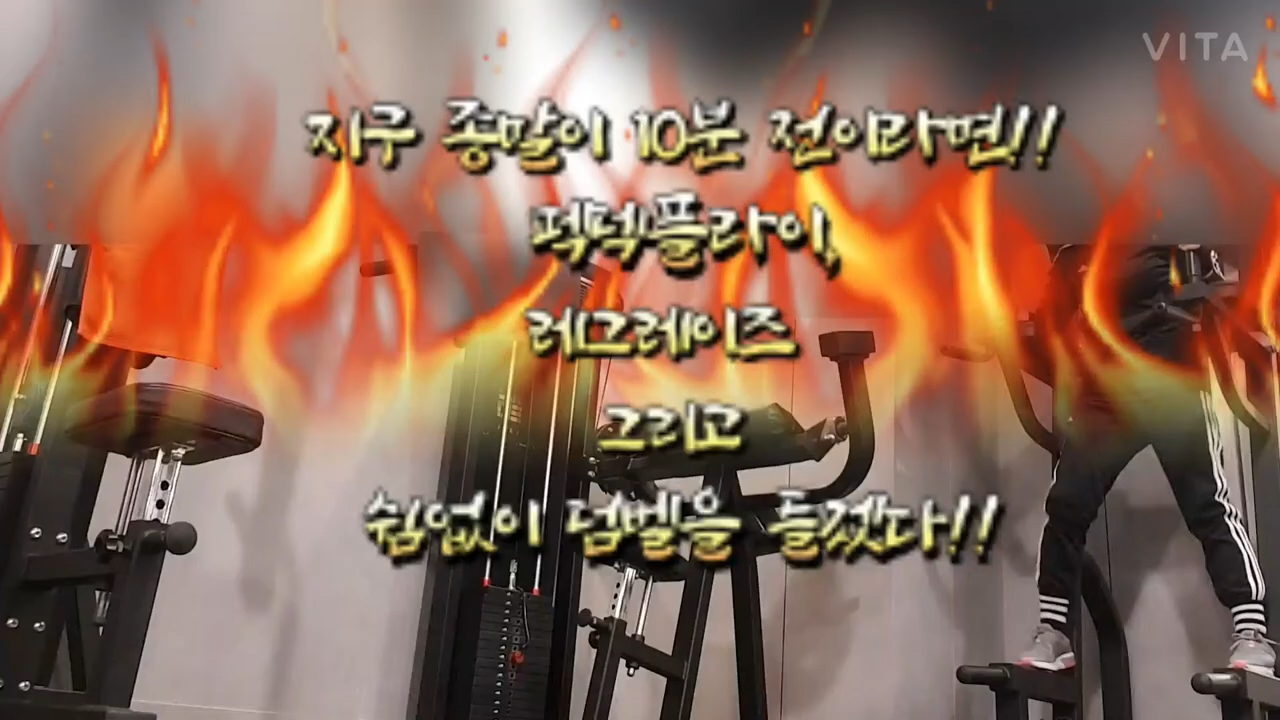 VITA
지구 종말이 10분 전이라면!!
펙덕플라이,
레그레이즈
그리고
쉼없이 덤벨을 들겠다!!